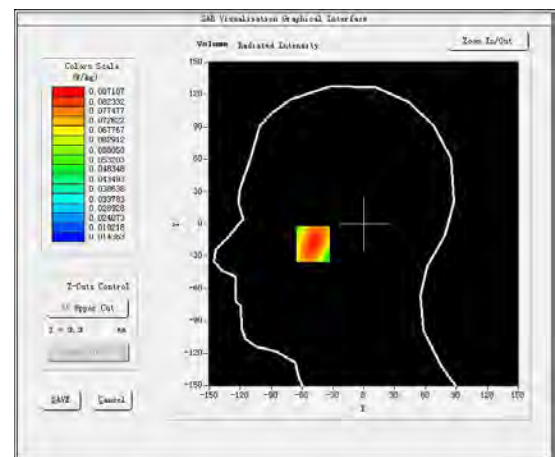 SAR Visualisation Graphical Interface
Volume Radiated Intensity
Zoom In/Out
Colors Scale
(W/kg)
0.087187
0.082332
0.077477
0.072622
0.067767
0.062912
0.058058
0.053203
0.048348
0.043493
0.038638
0.033783
0.028928
0.024073
0.019218
0.014363
Z-Cuts Control
Upper Cut
SAVE
Cancel
150
120
90
60
30
0
-30
-60
-90
-120
-150
Y
-150 -120 -90 -60 -30 0 30 60 90 120 150
X